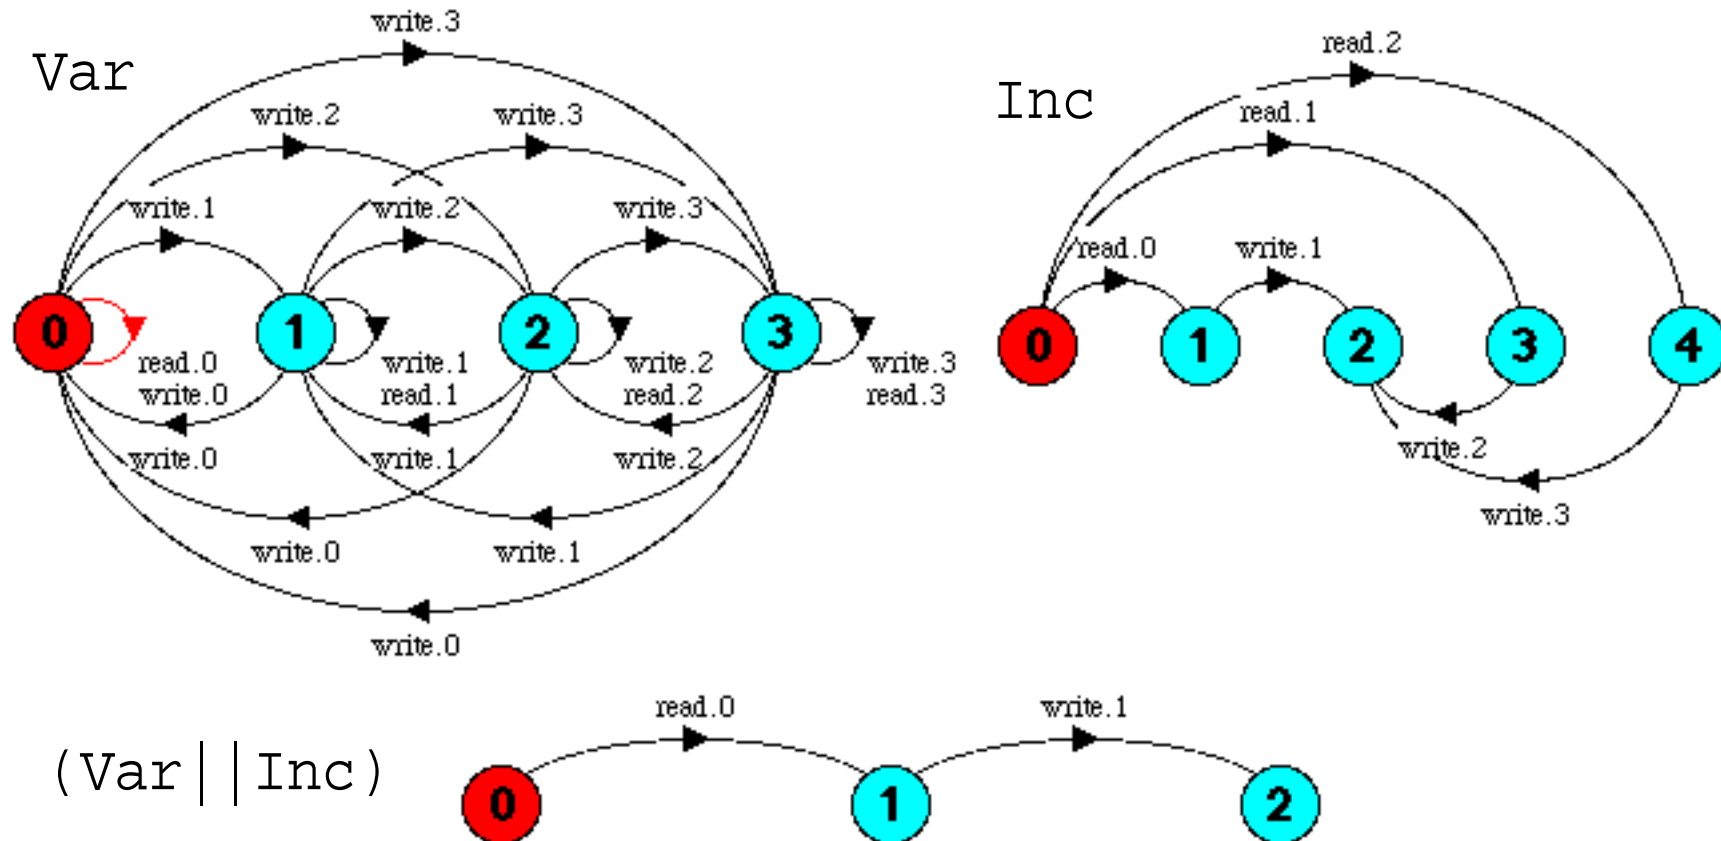 write.3
Var
write.2
write.3
write.1
write.2
write.3
0
1
2
3
read.0
write.1
write.2
write.3
write.0
read.1
read.2
read.3
write.0
write.1
write.2
write.0
write.1
write.0
Inc
read.2
read.1
read.0
write.1
0
1
2
3
4
write.2
write.3
(Var||Inc)
read.0
write.1
0
1
2